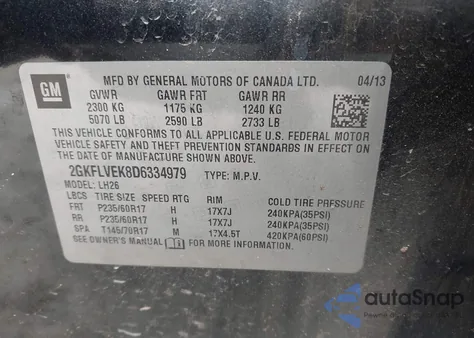 GM
MFD BY GENERAL MOTORS OF CANADA LTD. 04/13
GVWR GAWR FRT GAWR RR
2300 KG 1175 KG 1240 KG
5070 LB 2590 LB 2733 LB
THIS VEHICLE CONFORMS TO ALL APPLICABLE U.S. FEDERAL MOTOR
VEHICLE SAFETY, BUMPER, AND THEFT PREVENTION STANDARDS IN
EFFECT ON THE DATE OF MANUFACTURE SHOWN ABOVE.
2GKFLVEK8D6334979 TYPE: M.P.V.
MODEL: LH26
LBCS TIRE SIZE SPEED RTG RIM COLD TIRE PRESSURE
FRT P235/60R17 H 17X7J 240KPA(35PSI)
RR P235/60R17 H 17X7J 240KPA(35PSI)
SPA T145/70R17 M 17X4.5T 420KPA(60PSI)
SEE OWNER'S MANUAL FOR MORE INFORMATION.
autoSnap